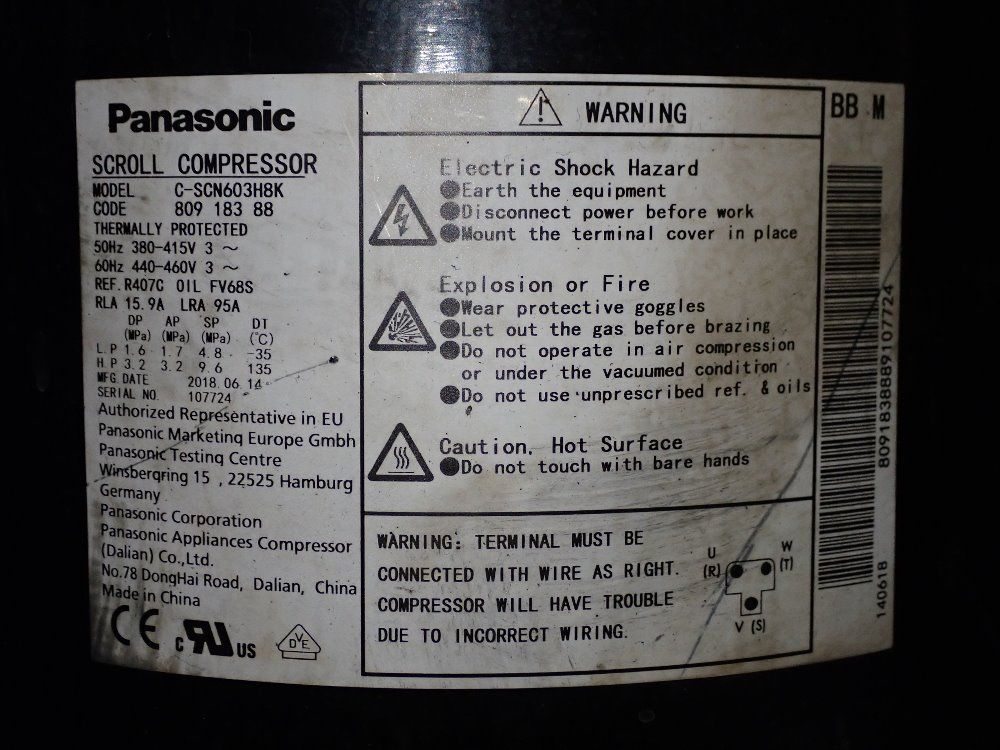 Panasonic
SCROLL COMPRESSOR
MODEL C-SCN603H8K
CODE 809 183 88
THERMALLY PROTECTED
50Hz 380-415V 3 ~
60Hz 440-460V 3 ~
REF. R407C OIL FV68S
RLA 15.9A LRA 95A
DP AP SP DT
(MPa) (MPa) (MPa) (°C)
L.P 1.6 1.7 4.8 -35
H.P 3.2 3.2 9.6 135
MFG DATE 2018.06.14
SERIAL NO. 107724
Authorized Representative in EU
Panasonic Marketing Europe Gmbh
Panasonic Testing Centre
Winsbergring 15 , 22525 Hamburg
Germany
Panasonic Corporation
Panasonic Appliances Compressor
(Dalian) Co.,Ltd.
No.78 DongHai Road, Dalian, China
Made in China
CE c RU US
DVE
WARNING
Electric Shock Hazard
●Earth the equipment
●Disconnect power before work
●Mount the terminal cover in place
Explosion or Fire
●Wear protective goggles
●Let out the gas before brazing
●Do not operate in air compression
or under the vacuumed condition
●Do not use unprescribed ref. & oils
Caution, Hot Surface
●Do not touch with bare hands
WARNING: TERMINAL MUST BE
CONNECTED WITH WIRE AS RIGHT.
COMPRESSOR WILL HAVE TROUBLE
DUE TO INCORRECT WIRING.
U W
(R) (T)
V (S)
BB M
8091838889107724
140618